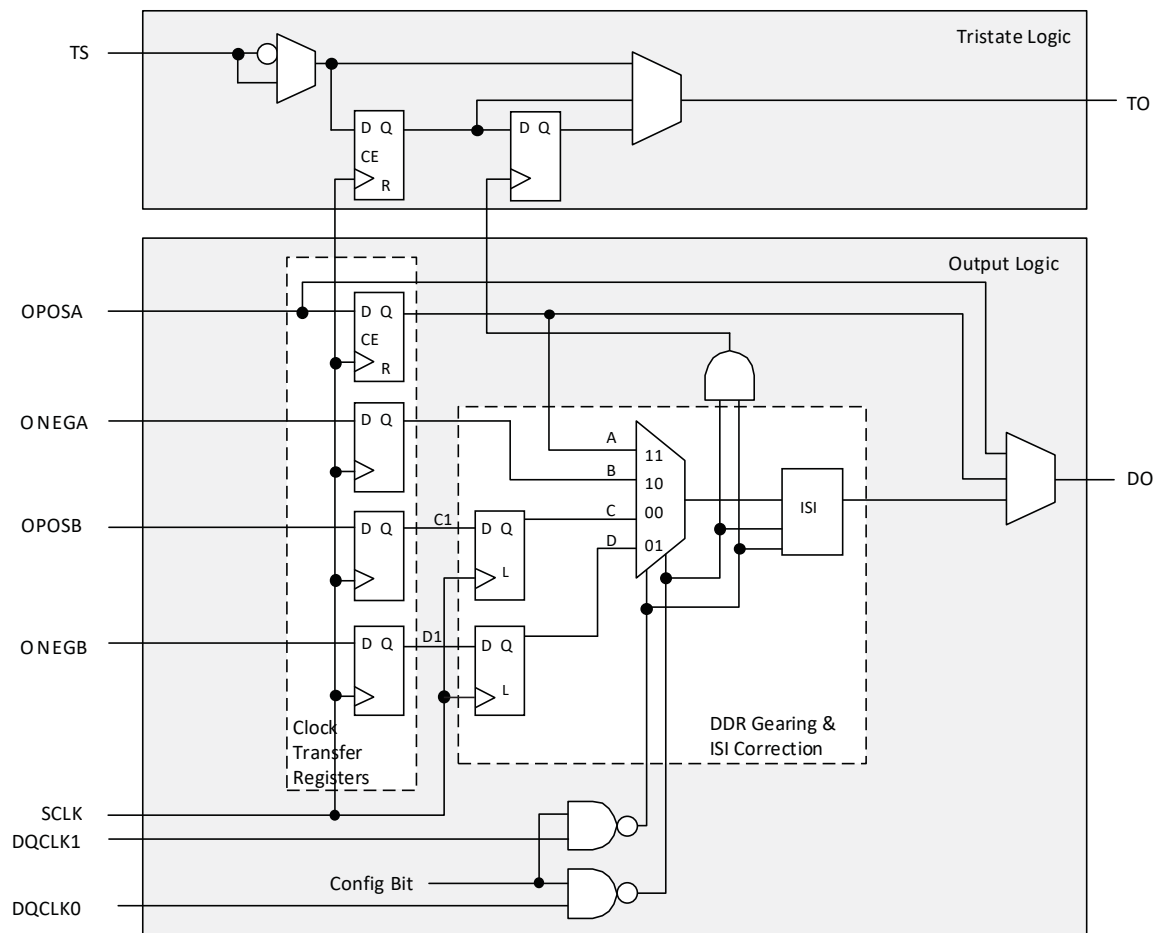 Tristate Logic
TS
TO
D Q
CE
R
D Q
Output Logic
OPOSA
D Q
CE
R
ONEGA
D Q
A
11
B
10
C
00
D
01
ISI
DO
OPOSB
D Q
C1
D Q
L
ONEGB
D Q
D1
D Q
L
DDR Gearing &
ISI Correction
Clock
Transfer
Registers
SCLK
DQCLK1
Config Bit
DQCLK0